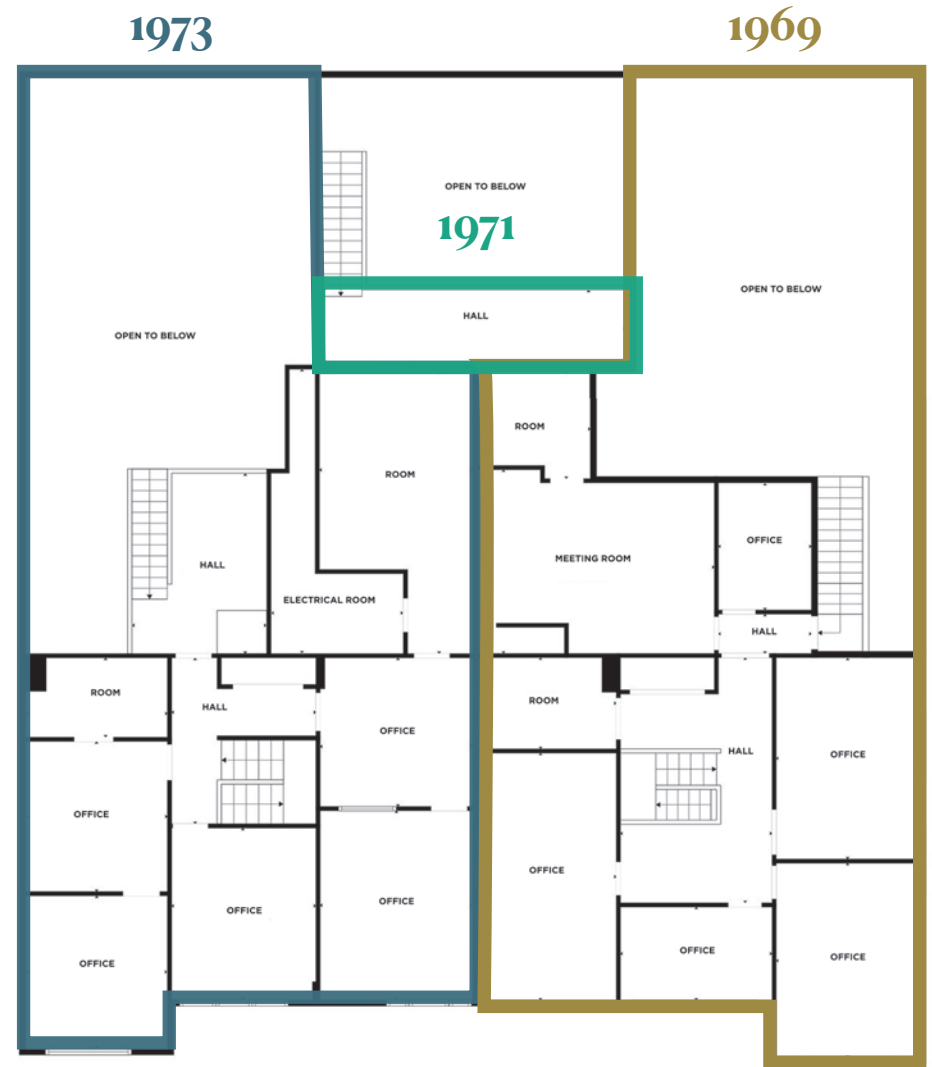 1973
1969
OPEN TO BELOW
1971
OPEN TO BELOW
HALL
OPEN TO BELOW
ROOM
ROOM
OFFICE
MEETING ROOM
HALL
ELECTRICAL ROOM
HALL
ROOM
ROOM
HALL
OFFICE
HALL
OFFICE
OFFICE
OFFICE
OFFICE
OFFICE
OFFICE
OFFICE
OFFICE